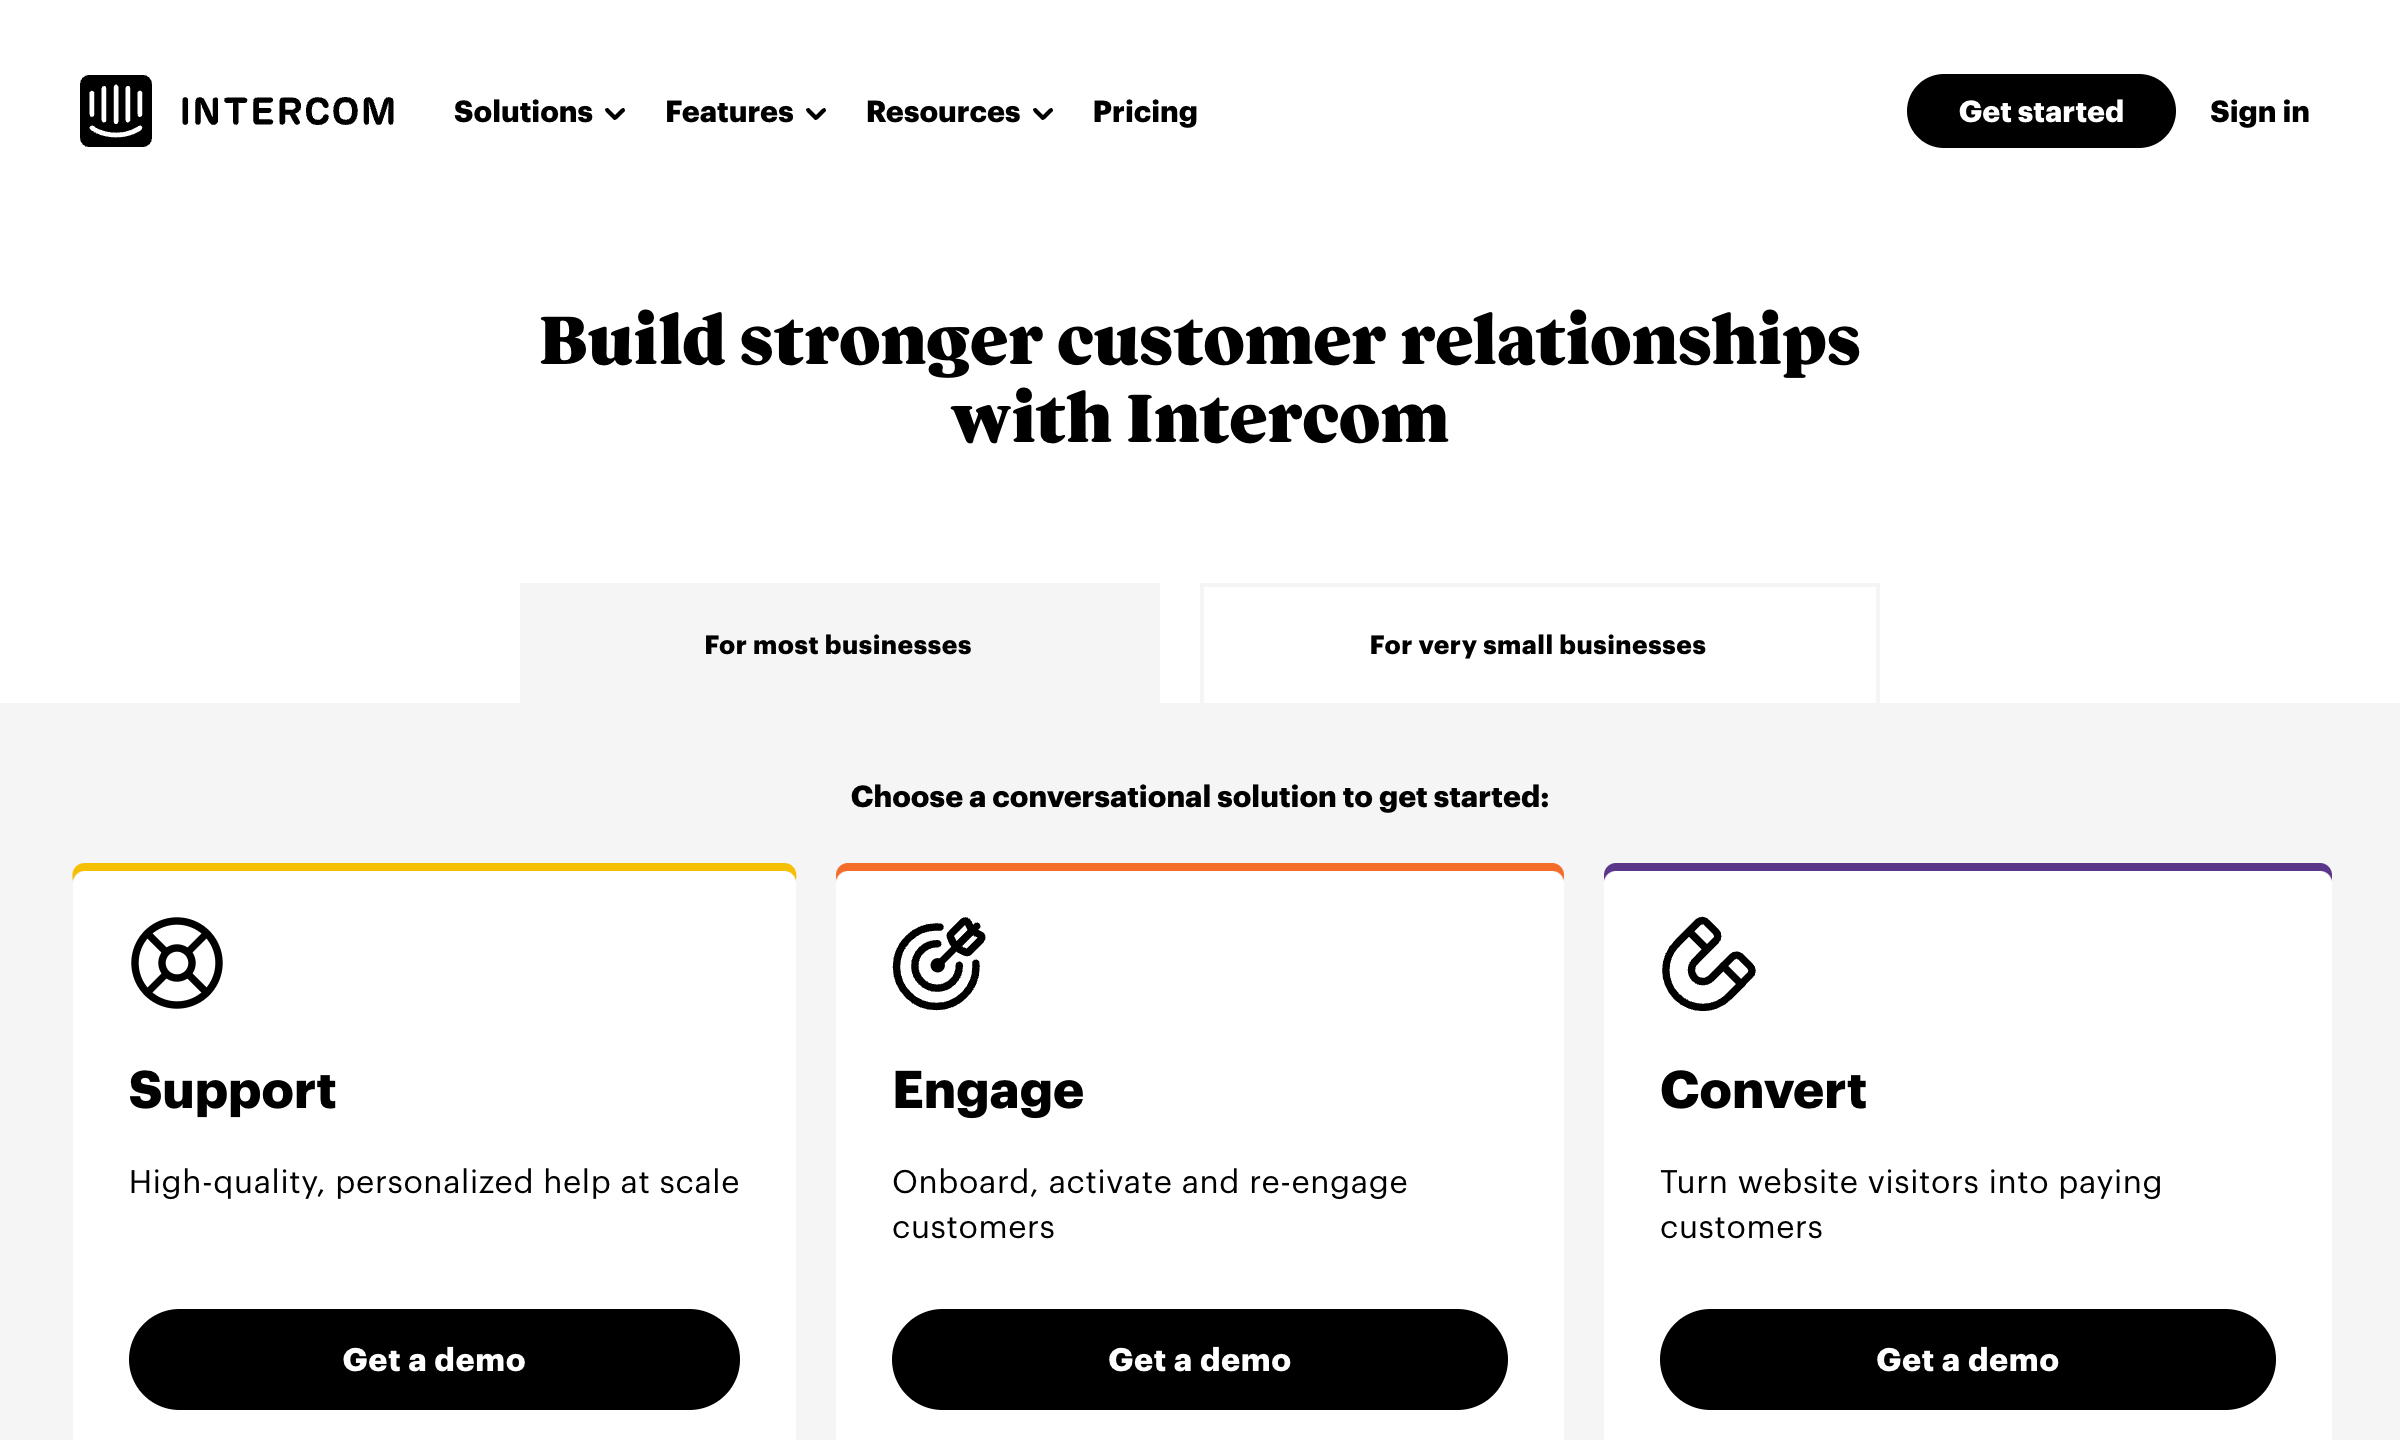 INTERCOM Solutions Features Resources Pricing Get started Sign in
Build stronger customer relationships
with Intercom
For most businesses For very small businesses
Choose a conversational solution to get started:
Support
High-quality, personalized help at scale
Get a demo
Engage
Onboard, activate and re-engage
customers
Get a demo
Convert
Turn website visitors into paying
customers
Get a demo